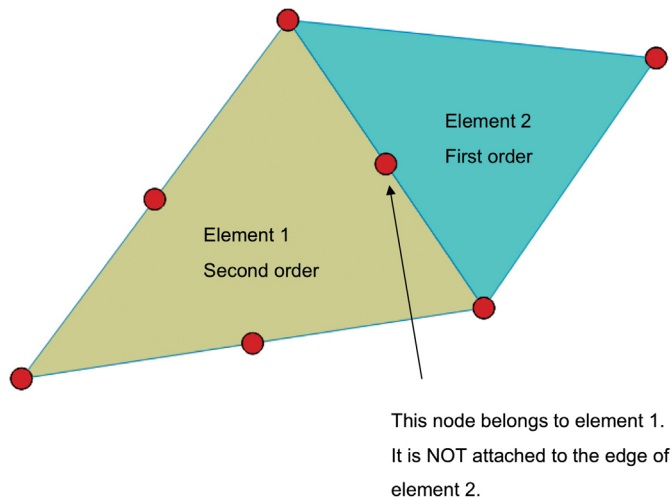 Element 2
First order
Element 1
Second order
This node belongs to element 1.
It is NOT attached to the edge of
element 2.